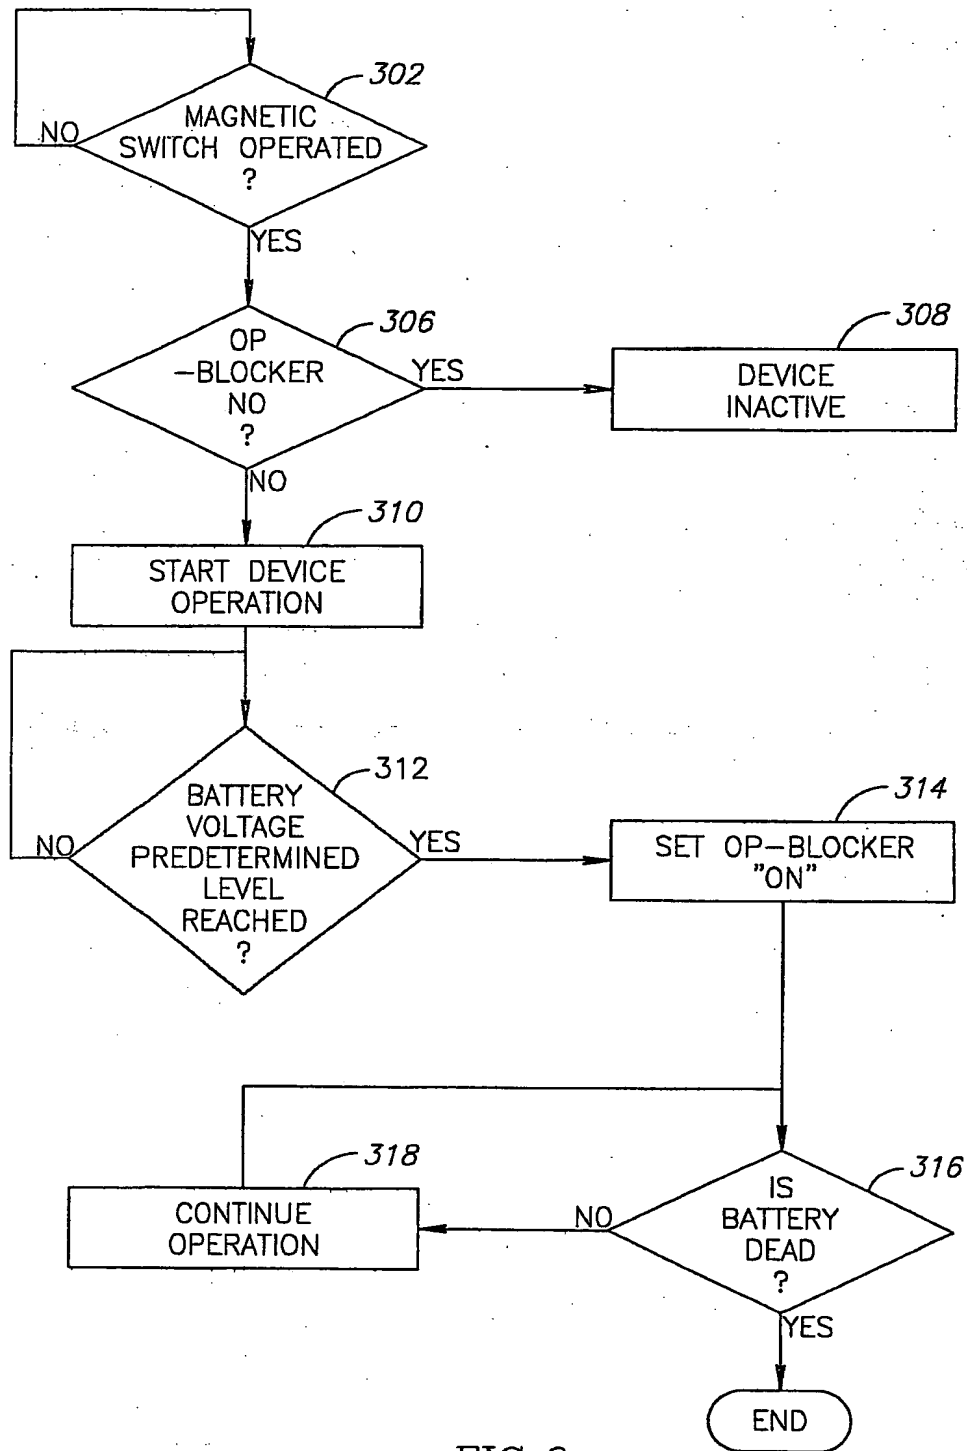 302
MAGNETIC
SWITCH OPERATED
?
NO
YES
306
OP
-BLOCKER
NO
?
YES
NO
308
DEVICE
INACTIVE
310
START DEVICE
OPERATION
312
BATTERY
VOLTAGE
PREDETERMINED
LEVEL
REACHED
?
NO
YES
314
SET OP-BLOCKER
"ON"
316
IS
BATTERY
DEAD
?
NO
YES
318
CONTINUE
OPERATION
END